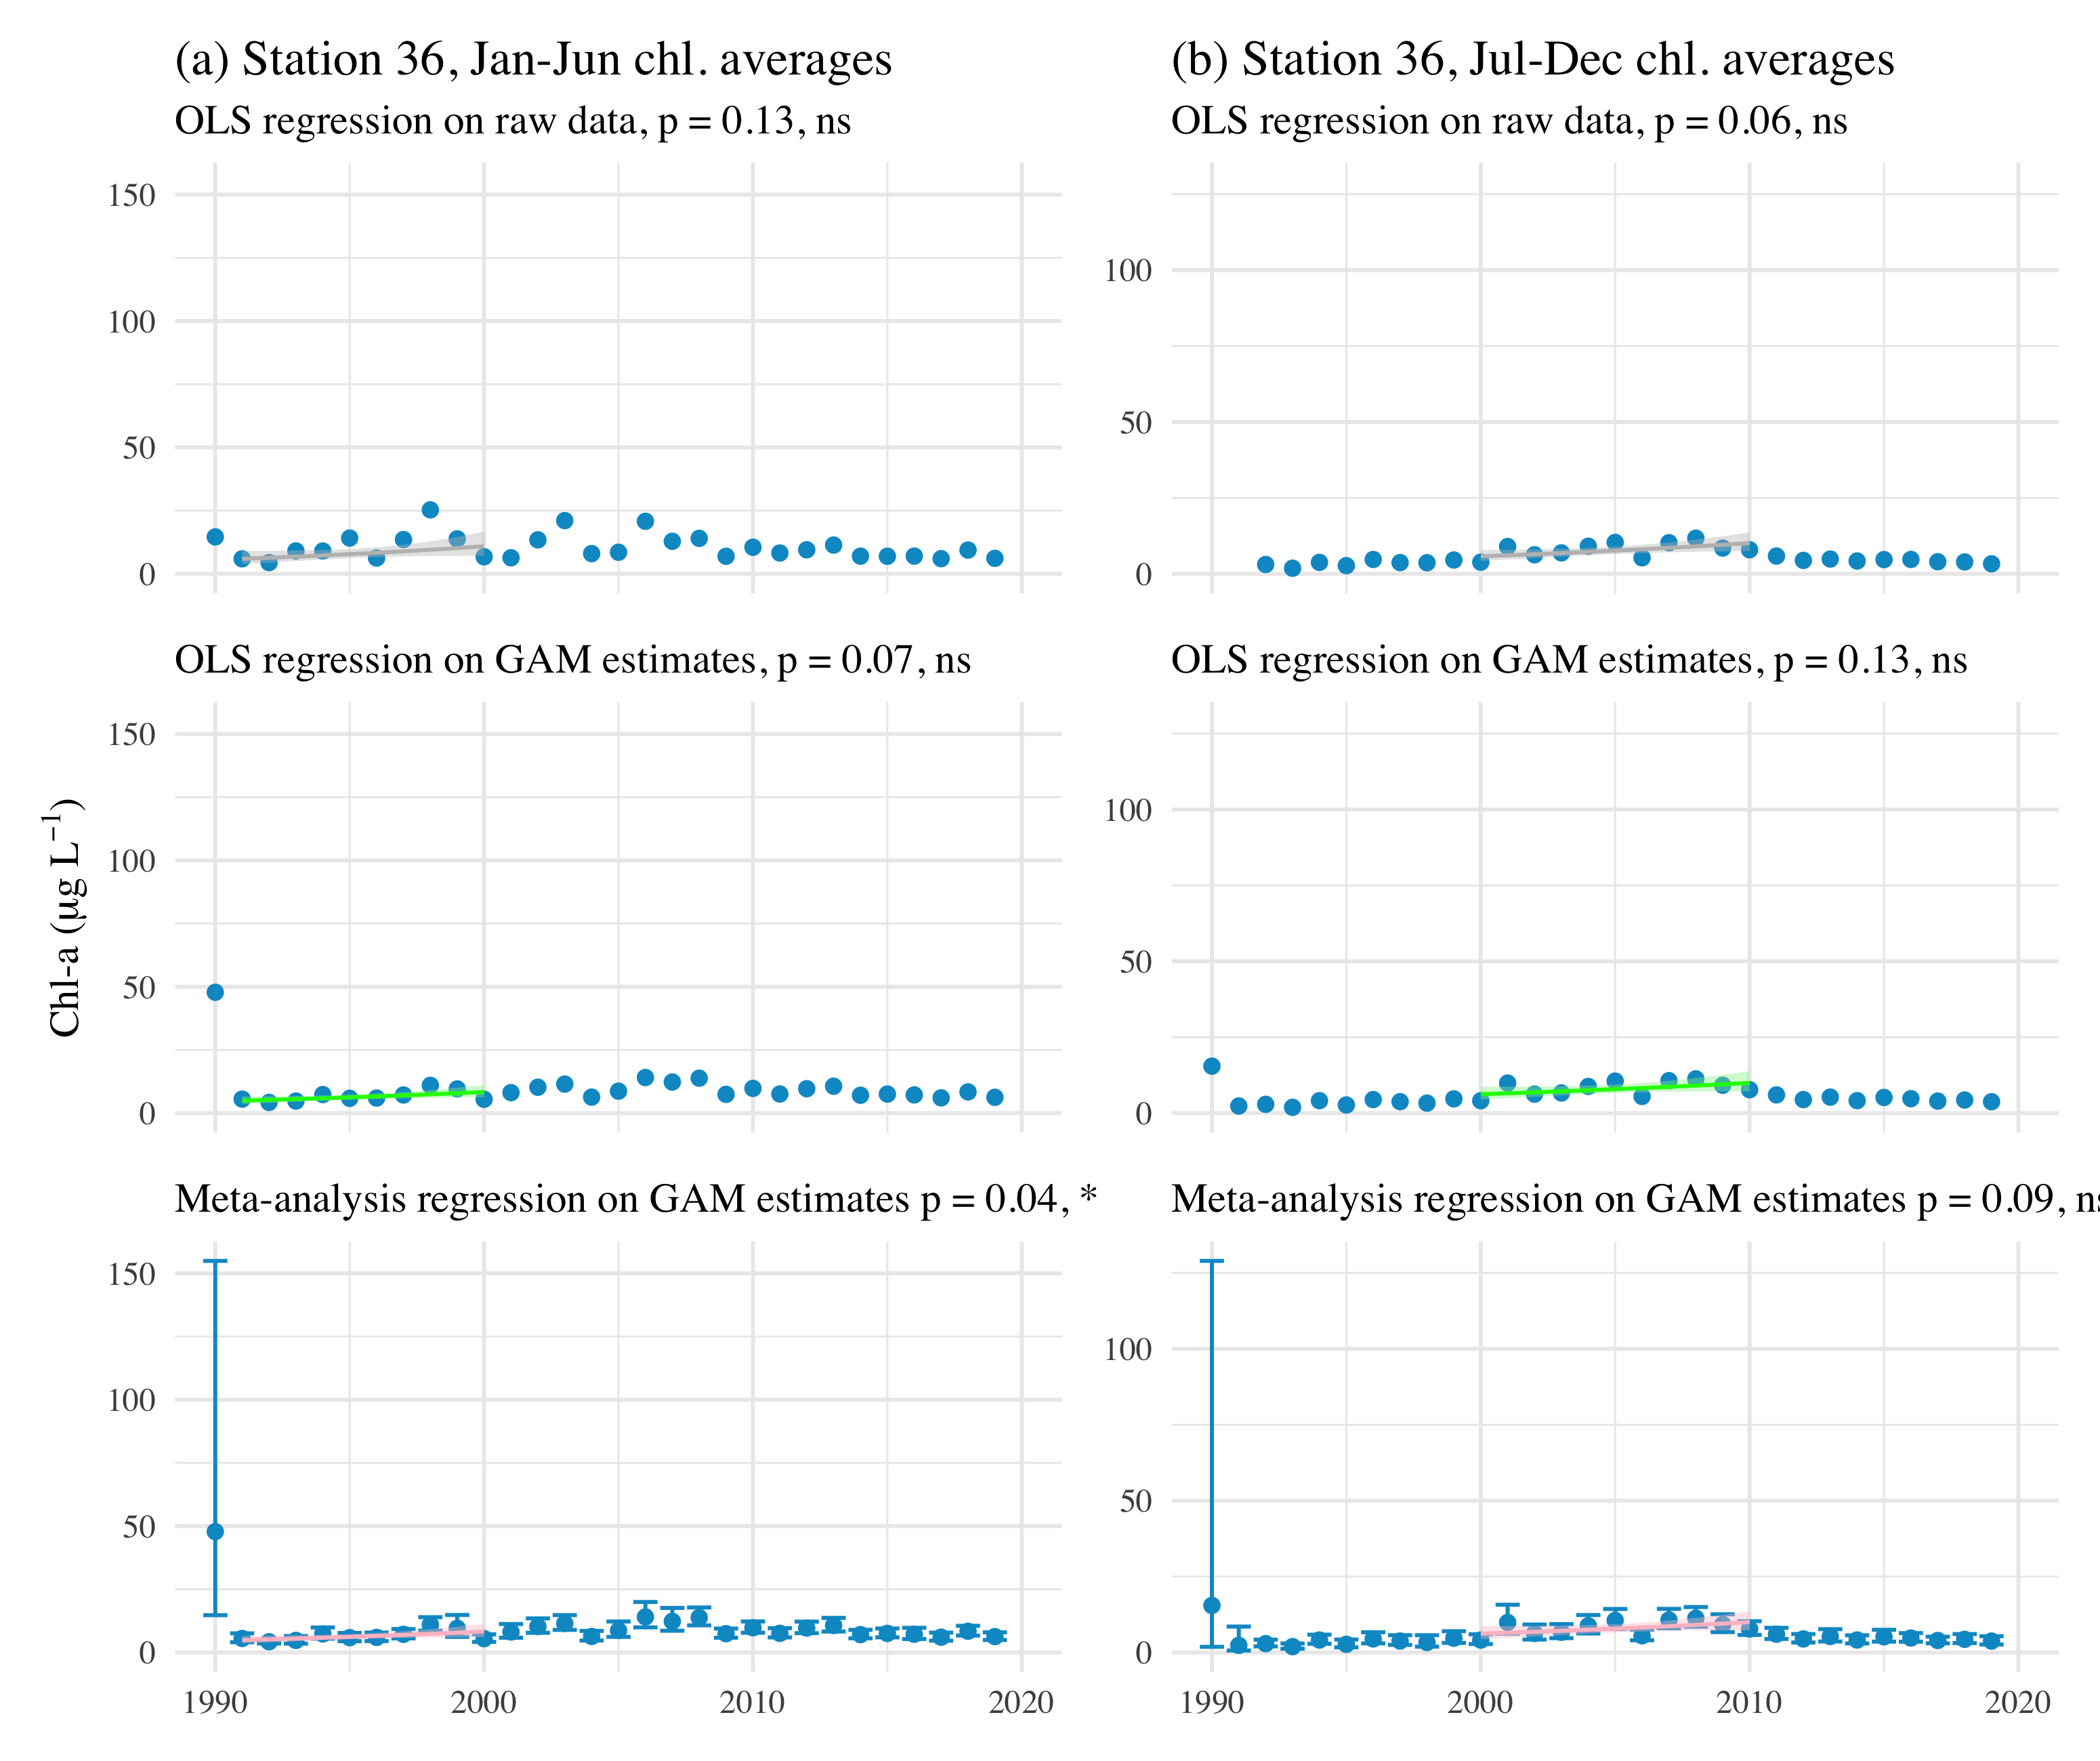 (a) Station 36, Jan-Jun chl. averages
OLS regression on raw data, p = 0.13, ns
150
100
50
0
OLS regression on GAM estimates, p = 0.07, ns
150
100
50
0
Meta-analysis regression on GAM estimates p = 0.04, *
150
100
50
0
1990 2000 2010 2020
Chl-a (µg L⁻¹)
(b) Station 36, Jul-Dec chl. averages
OLS regression on raw data, p = 0.06, ns
100
50
0
OLS regression on GAM estimates, p = 0.13, ns
100
50
0
Meta-analysis regression on GAM estimates p = 0.09, ns
100
50
0
1990 2000 2010 2020